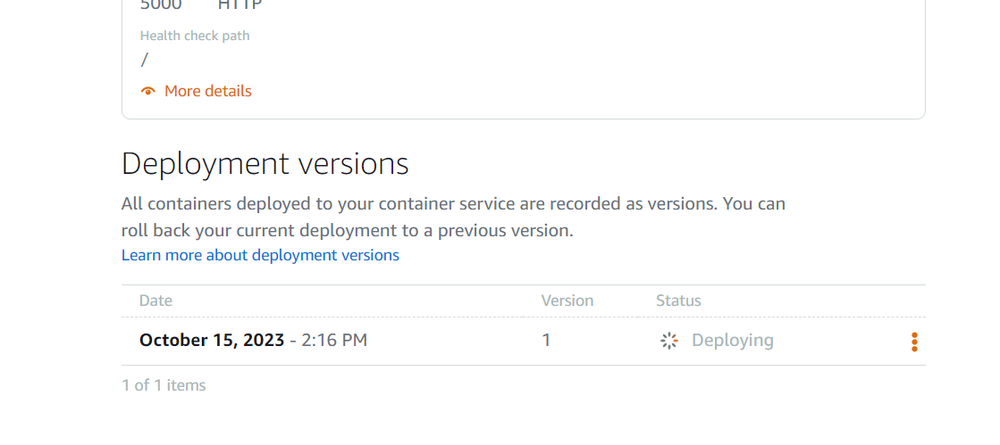 5000 HTTP
Health check path
/
More details
Deployment versions
All containers deployed to your container service are recorded as versions. You can
roll back your current deployment to a previous version.
Learn more about deployment versions
Date Version Status
October 15, 2023 - 2:16 PM 1 Deploying
1 of 1 items